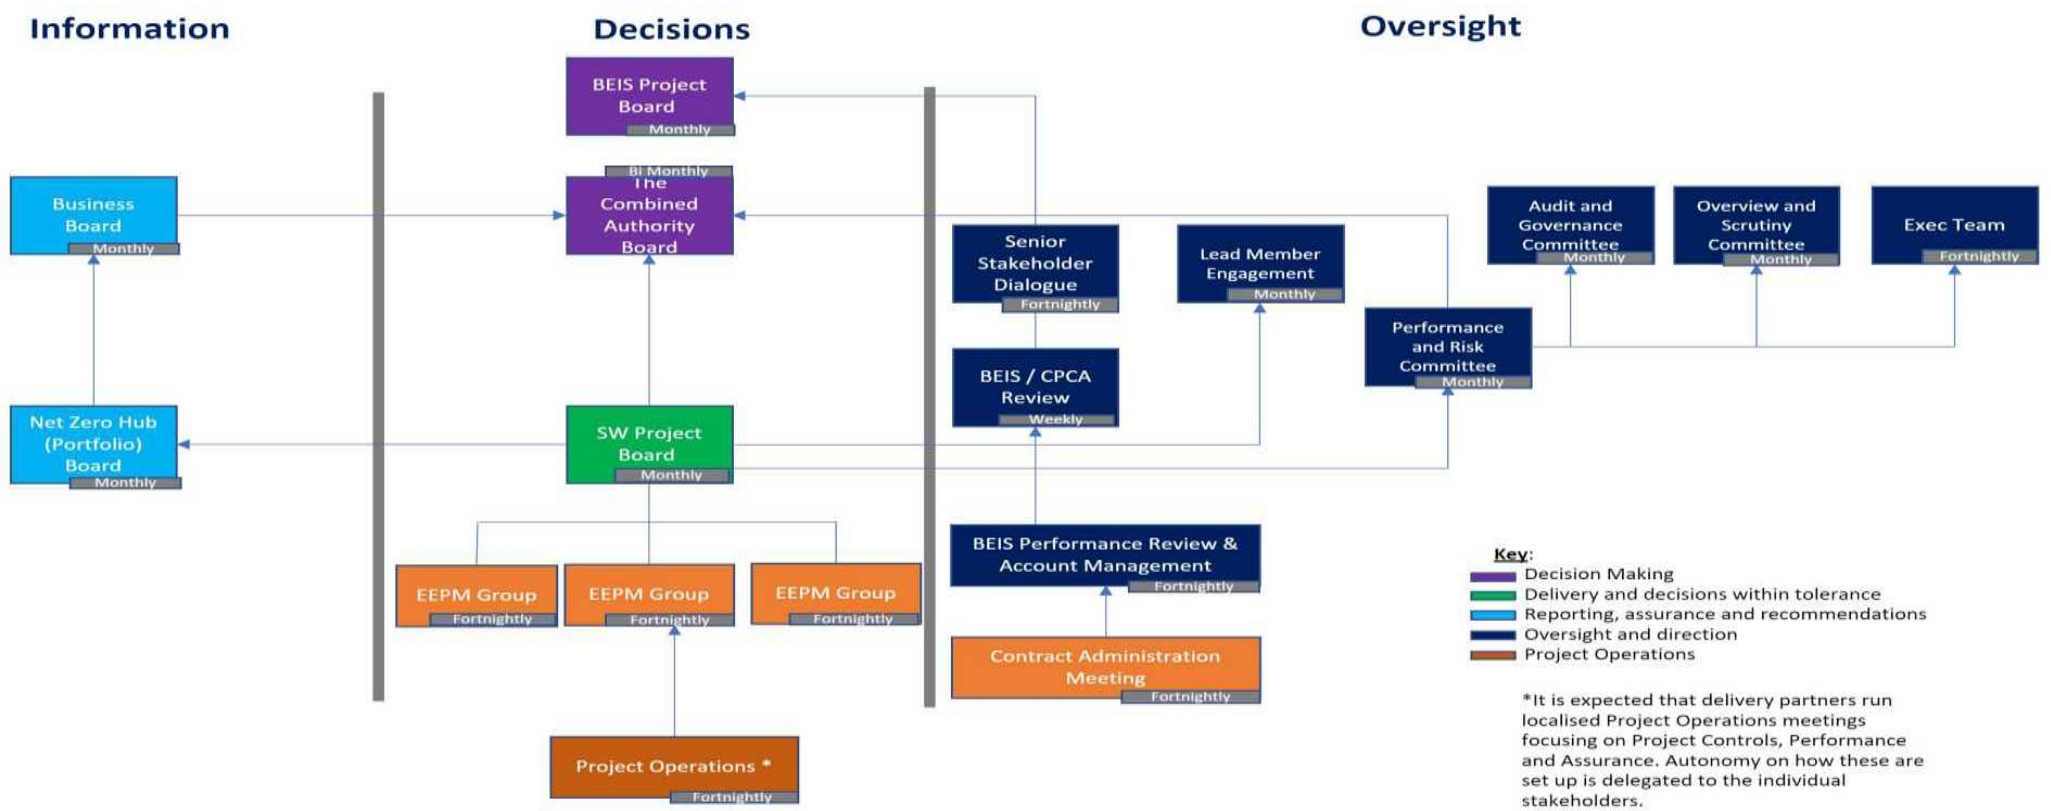 Information
Decisions
Oversight
BEIS Project
Board
Monthly
Bi Monthly
The
Combined
Authority
Board
Business
Board
Monthly
Senior
Stakeholder
Dialogue
Fortnightly
Lead Member
Engagement
Monthly
Audit and
Governance
Committee
Monthly
Overview and
Scrutiny
Committee
Monthly
Exec Team
Fortnightly
Performance
and Risk
Committee
Monthly
BEIS / CPCA
Review
Weekly
Net Zero Hub
(Portfolio)
Board
Monthly
SW Project
Board
Monthly
BEIS Performance Review &
Account Management
Fortnightly
EEPM Group
Fortnightly
EEPM Group
Fortnightly
EEPM Group
Fortnightly
Contract Administration
Meeting
Fortnightly
Project Operations *
Fortnightly
Key:
Decision Making
Delivery and decisions within tolerance
Reporting, assurance and recommendations
Oversight and direction
Project Operations
*It is expected that delivery partners run
localised Project Operations meetings
focusing on Project Controls, Performance
and Assurance. Autonomy on how these are
set up is delegated to the individual
stakeholders.